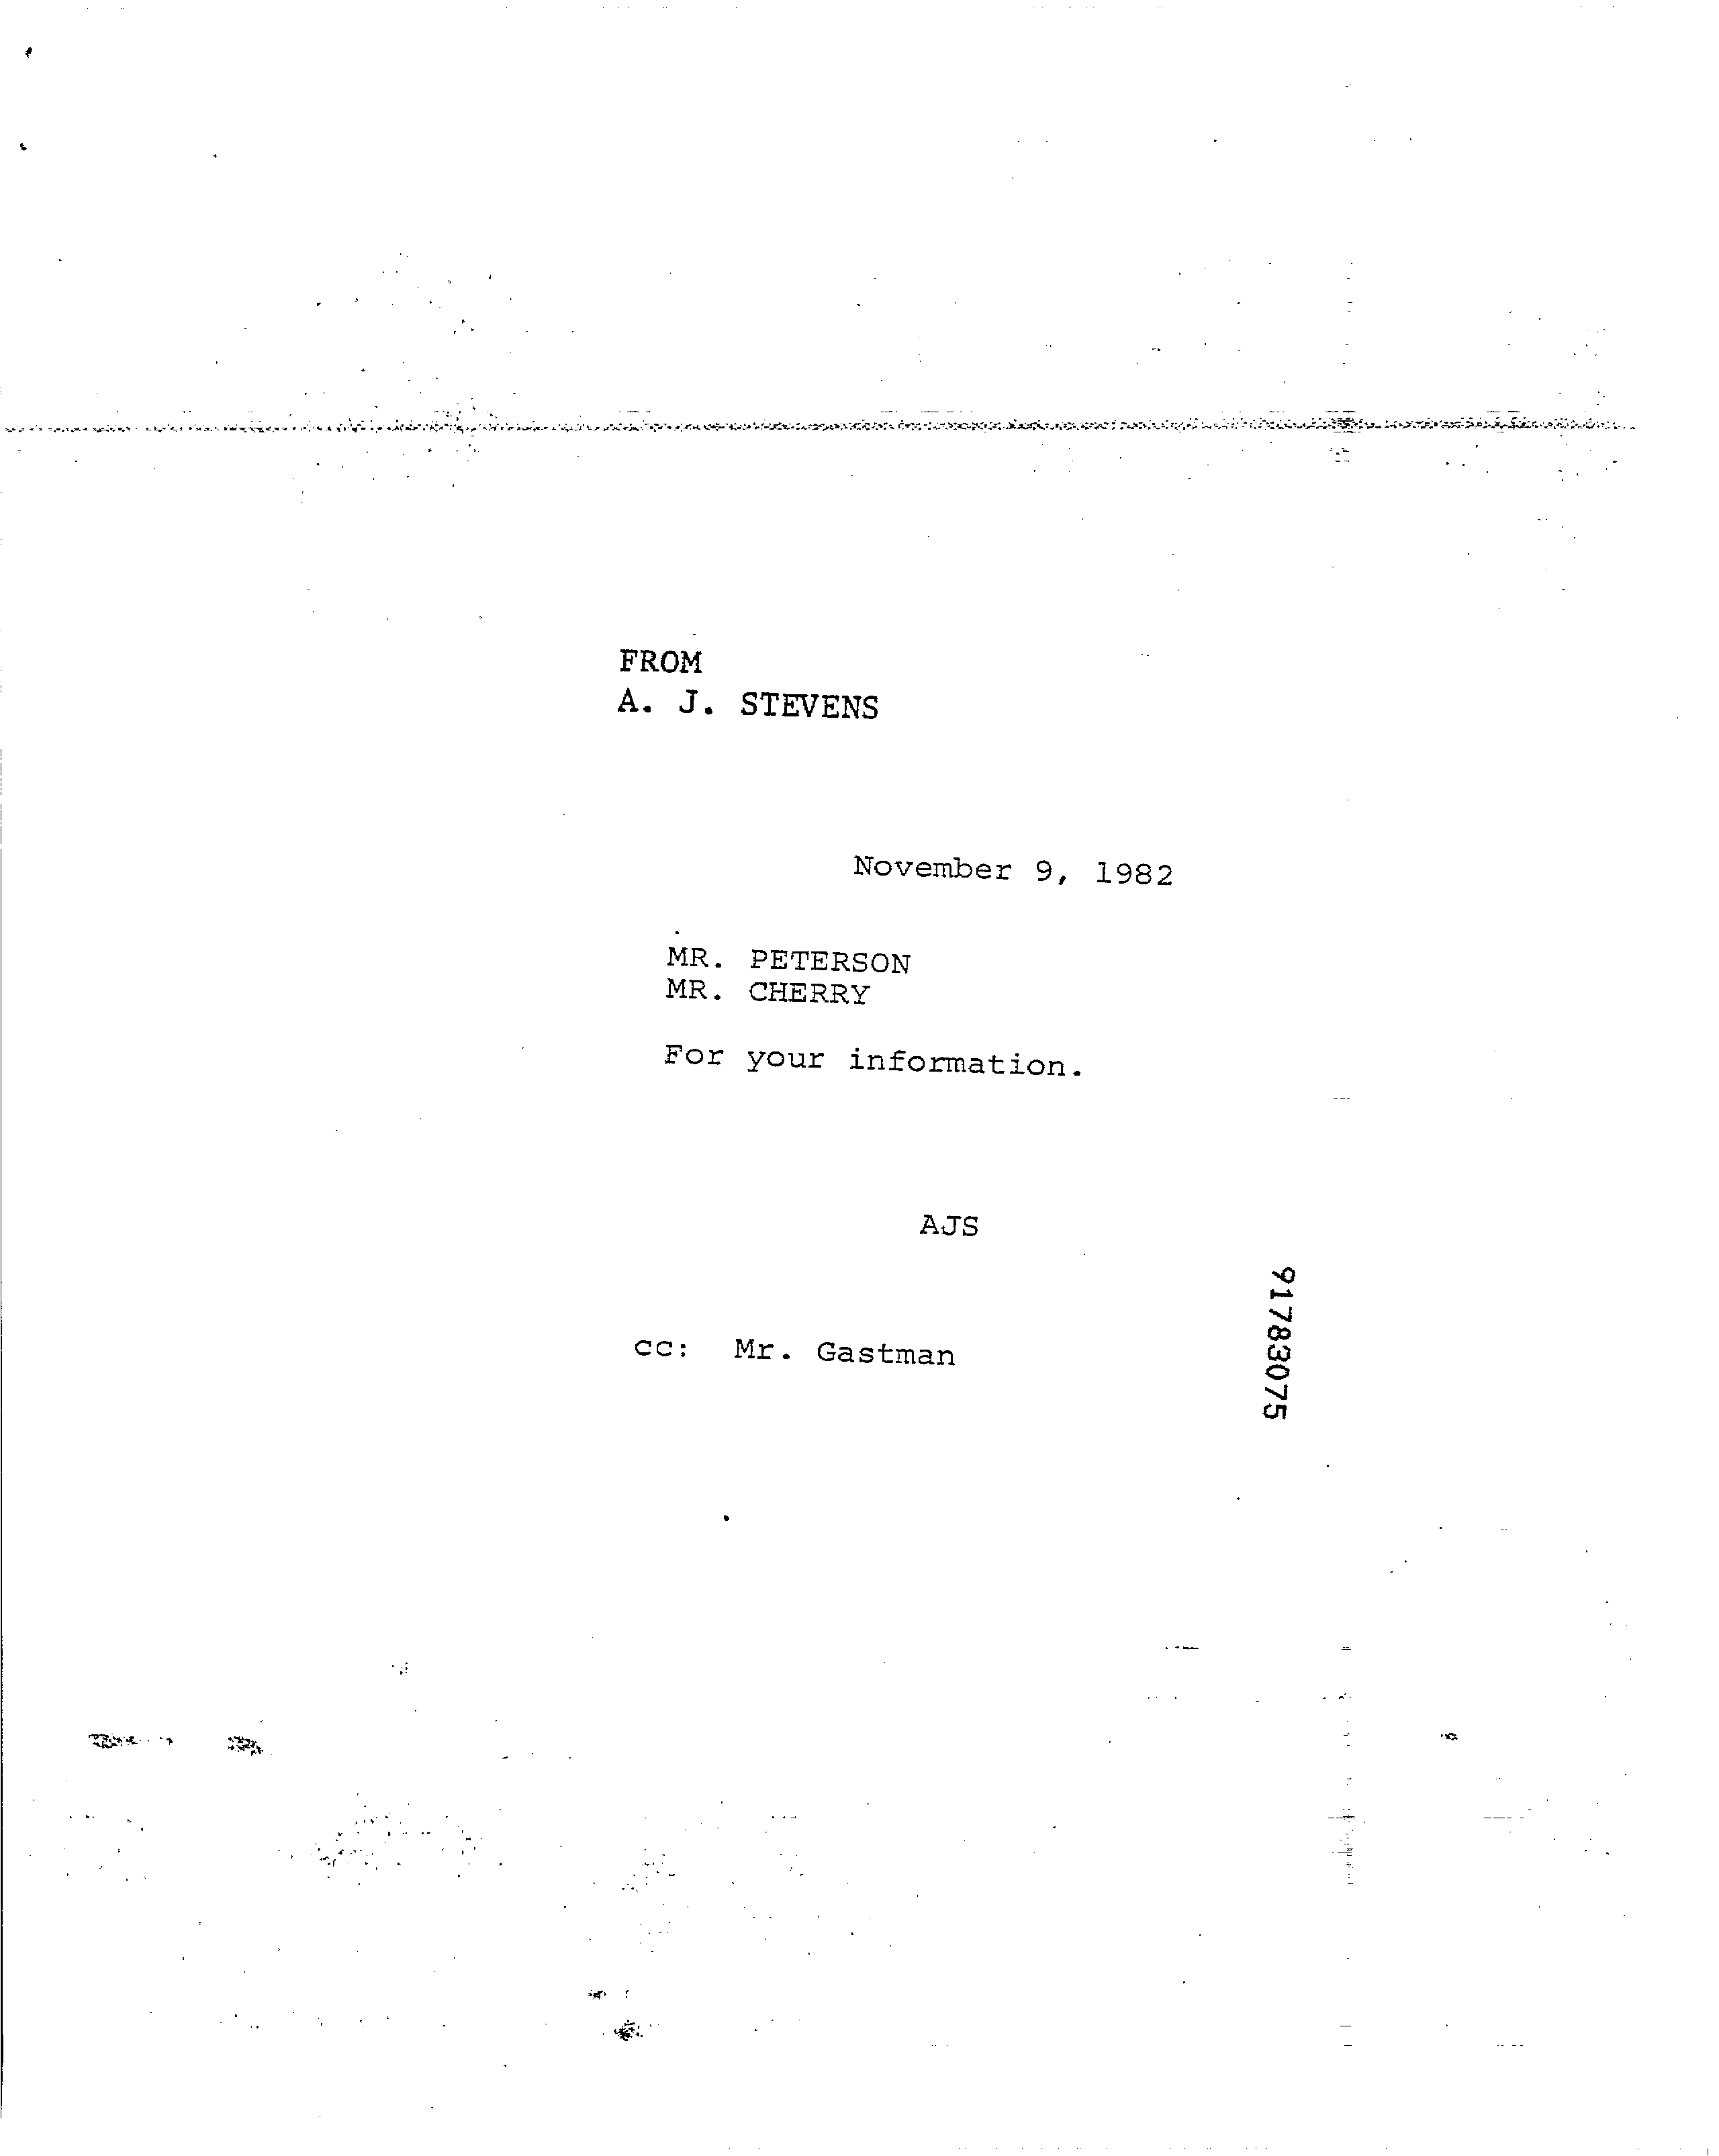 FROM
A. J. STEVENS
November 9, 1982
MR. PETERSON
MR. CHERRY
For your information.
AJS
cc: Mr. Gastman
91783075